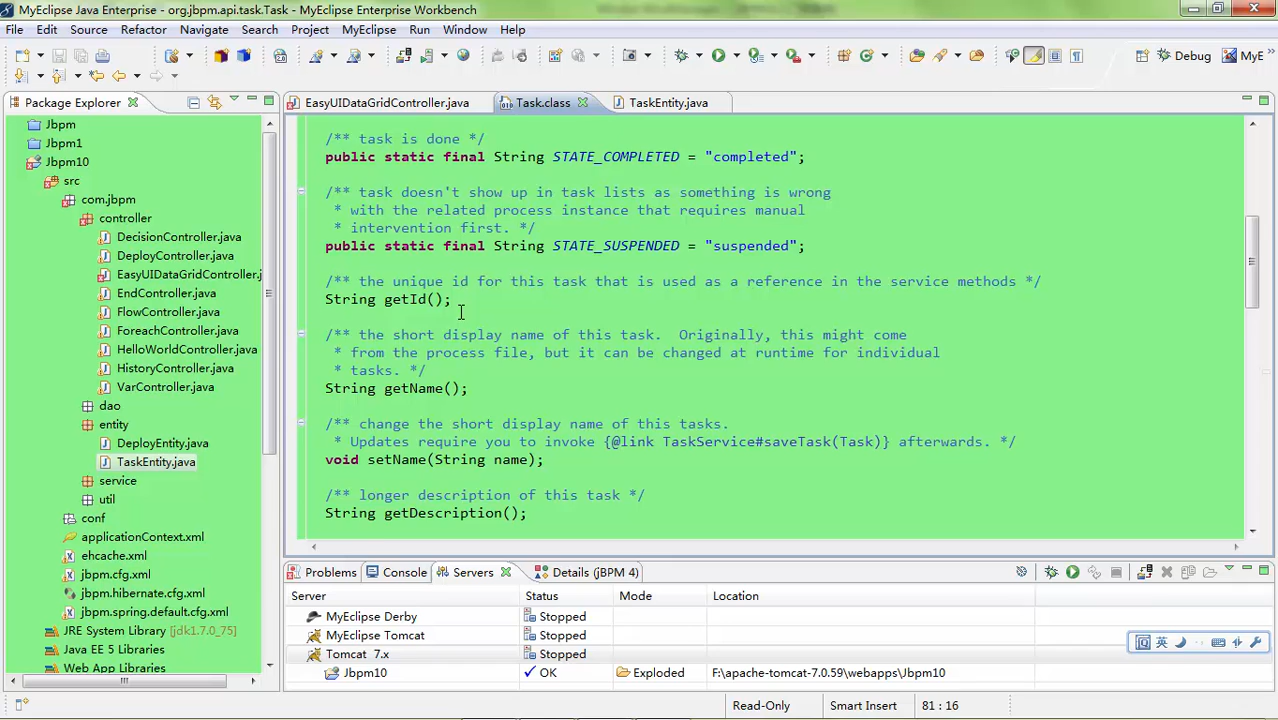 MyEclipse Java Enterprise - org.jbpm.api.task.Task - MyEclipse Enterprise Workbench
File Edit Source Refactor Navigate Search Project MyEclipse Run Window Help
Debug MyE
Package Explorer
EasyUIDataGridController.java Task.class TaskEntity.java
Jbpm
Jbpm1
Jbpm10
src
com.jbpm
controller
DecisionController.java
DeployController.java
EasyUIDataGridController.j
EndController.java
FlowController.java
ForeachController.java
HelloWorldController.java
HistoryController.java
VarController.java
dao
entity
DeployEntity.java
TaskEntity.java
service
util
conf
applicationContext.xml
ehcache.xml
jbpm.cfg.xml
jbpm.hibernate.cfg.xml
jbpm.spring.default.cfg.xml
JRE System Library [jdk1.7.0_75]
Java EE 5 Libraries
Web App Libraries
/** task is done */
public static final String STATE_COMPLETED = "completed";
/** task doesn't show up in task lists as something is wrong
* with the related process instance that requires manual
* intervention first. */
public static final String STATE_SUSPENDED = "suspended";
/** the unique id for this task that is used as a reference in the service methods */
String getId();
/** the short display name of this task.  Originally, this might come
* from the process file, but it can be changed at runtime for individual
* tasks. */
String getName();
/** change the short display name of this tasks.
* Updates require you to invoke {@link TaskService#saveTask(Task)} afterwards. */
void setName(String name);
/** longer description of this task */
String getDescription();
Problems Console Servers Details (jBPM 4)
Server Status Mode Location
MyEclipse Derby Stopped
MyEclipse Tomcat Stopped
Tomcat  7.x Stopped
Jbpm10 OK Exploded F:\apache-tomcat-7.0.59\webapps\Jbpm10
英
Read-Only Smart Insert 81 : 16